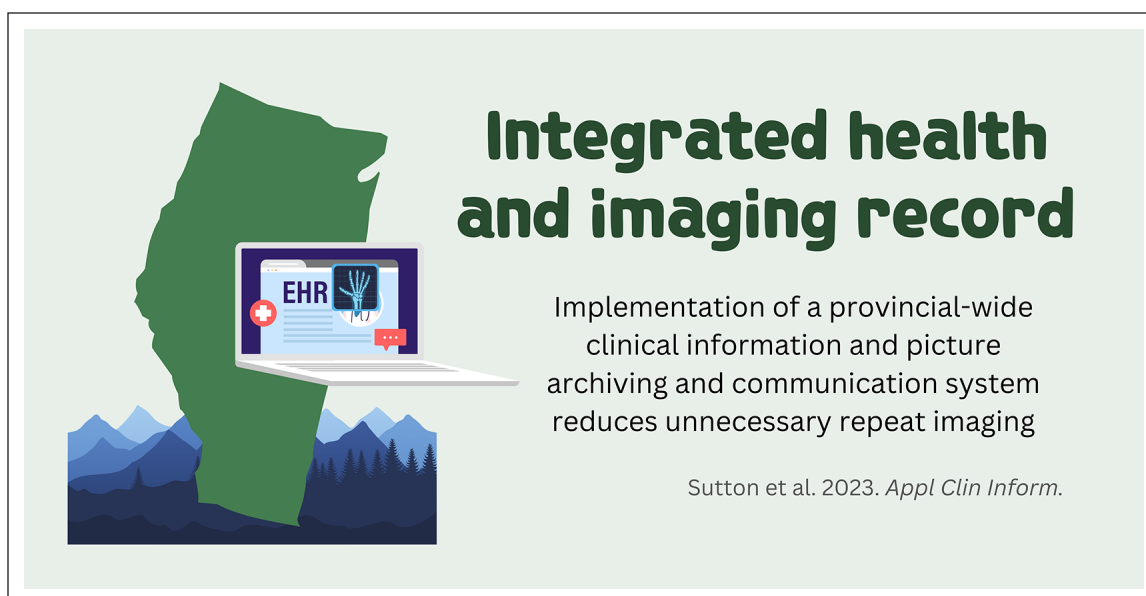 Integrated health
and imaging record
EHR
Implementation of a provincial-wide
clinical information and picture
archiving and communication system
reduces unnecessary repeat imaging
Sutton et al. 2023. Appl Clin Inform.